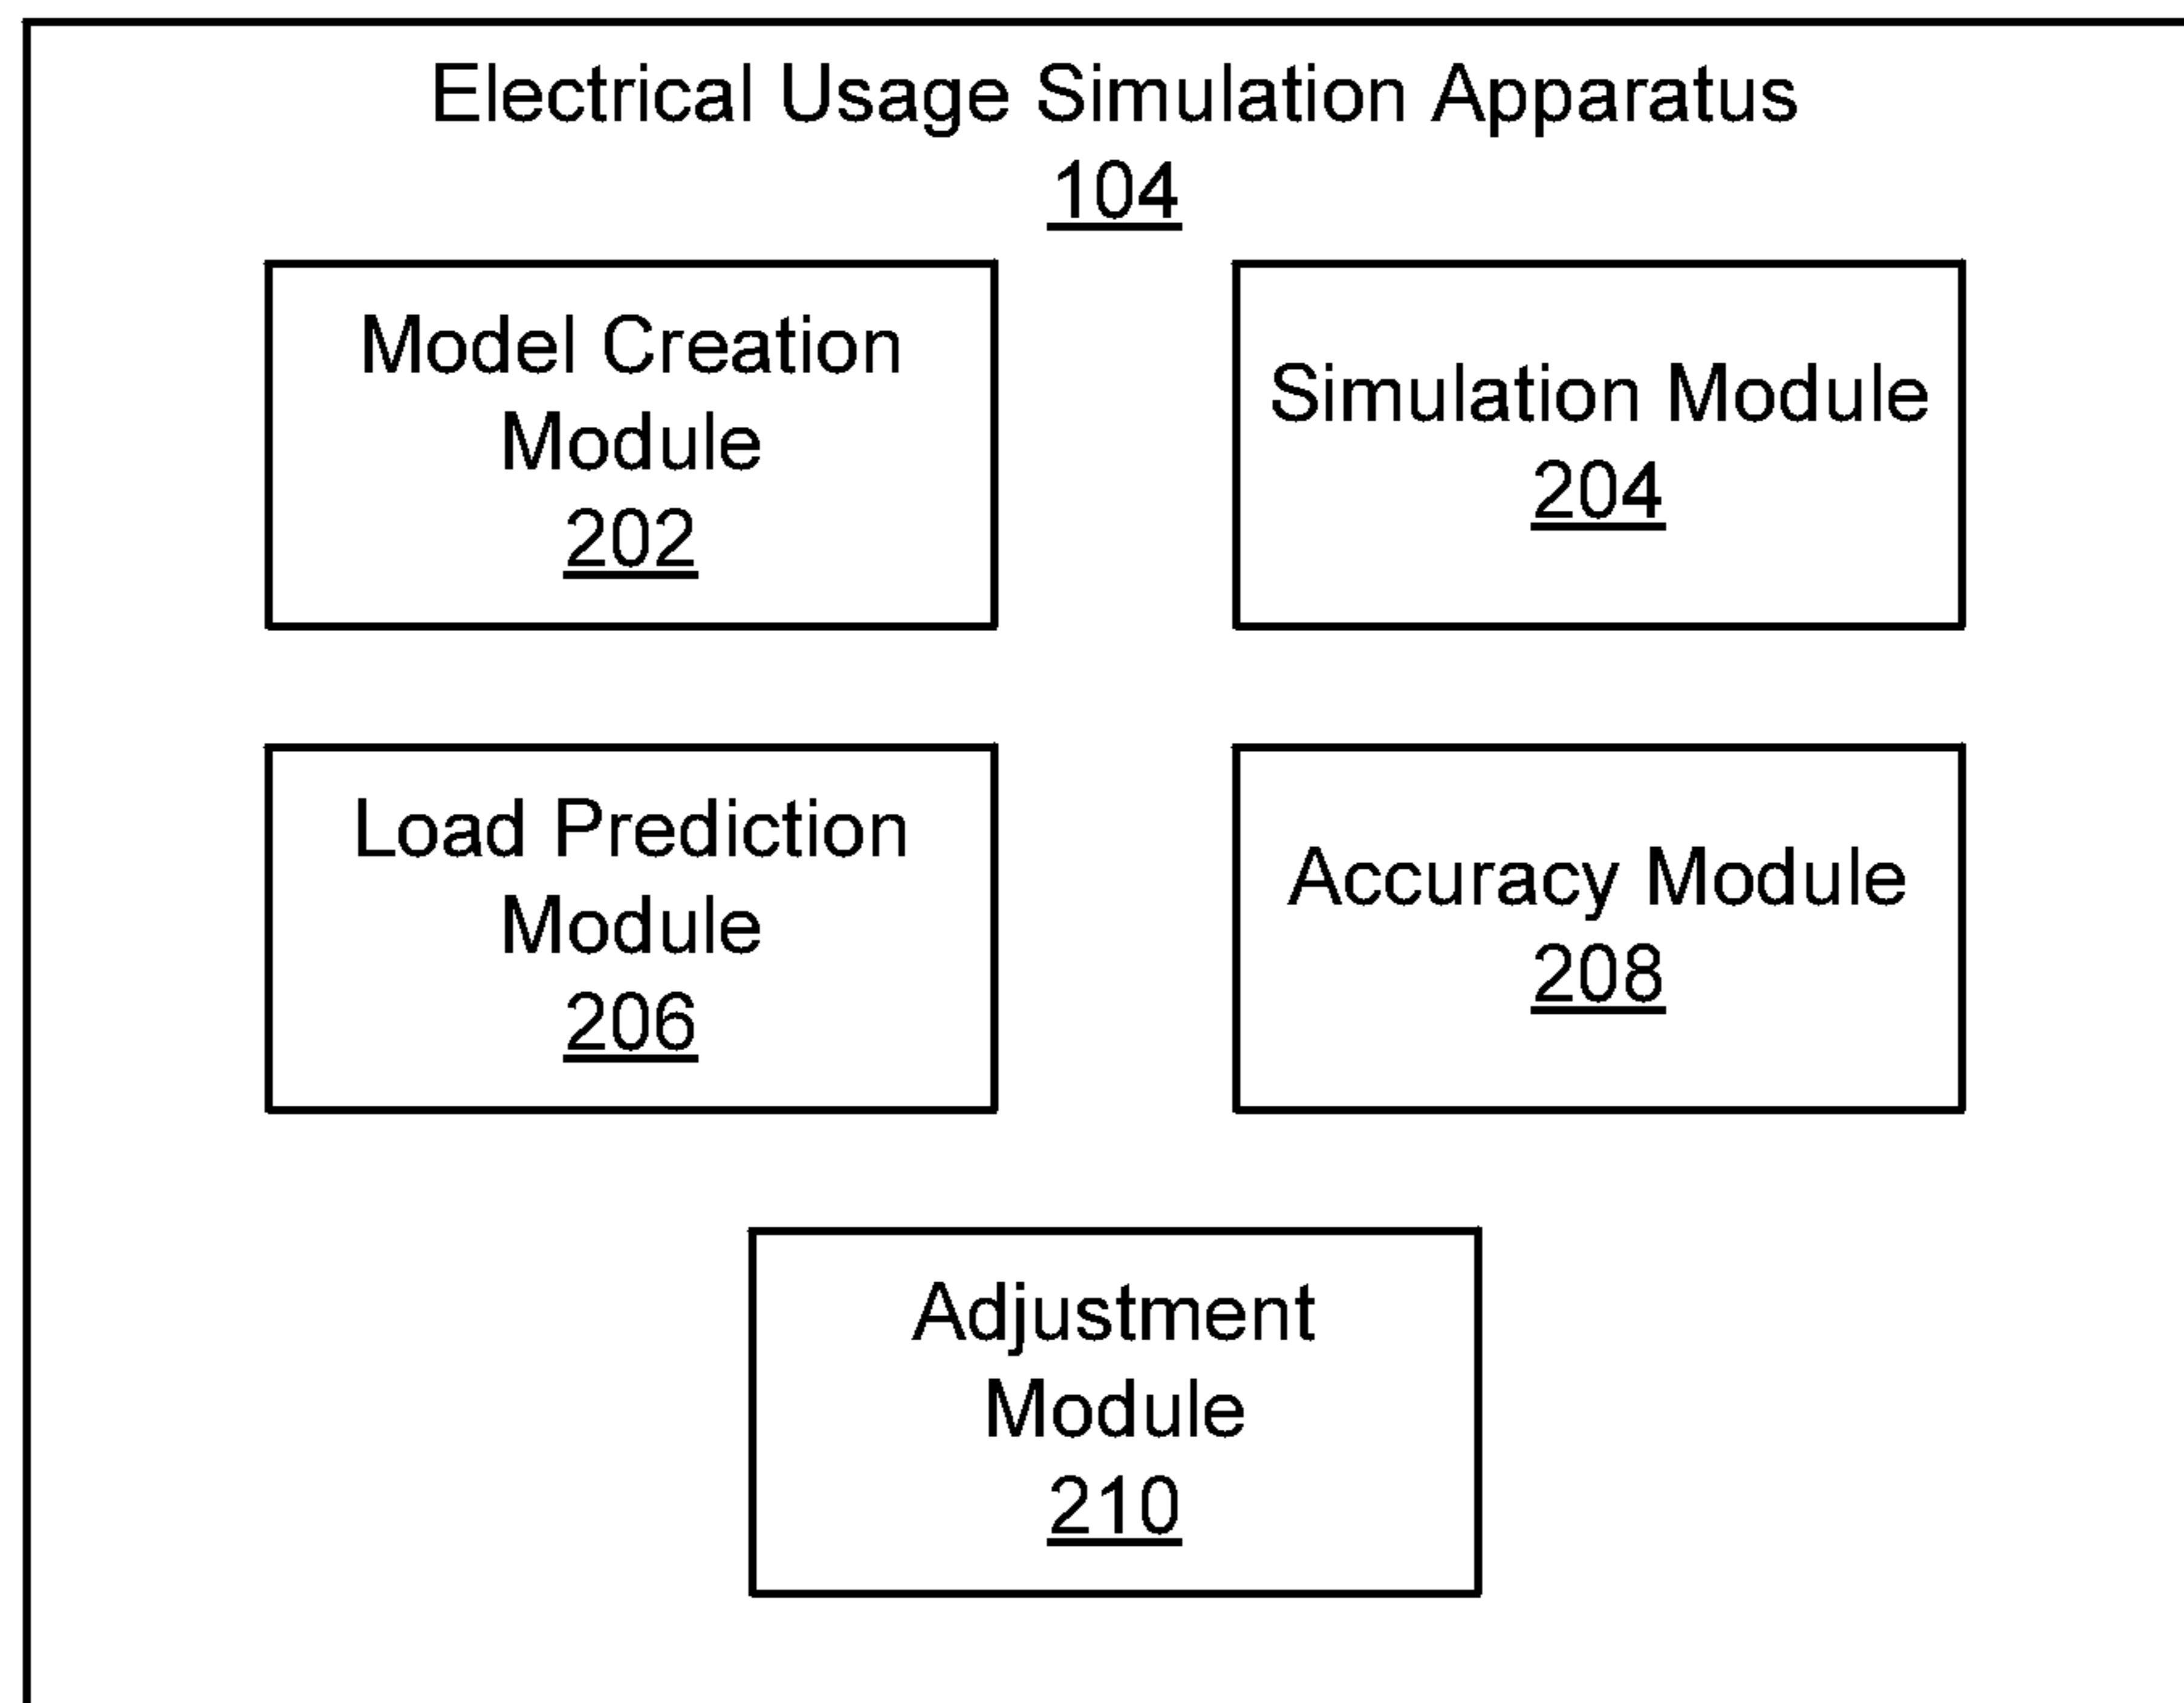 Electrical Usage Simulation Apparatus
104
Model Creation
Module
202
Simulation Module
204
Load Prediction
Module
206
Accuracy Module
208
Adjustment
Module
210